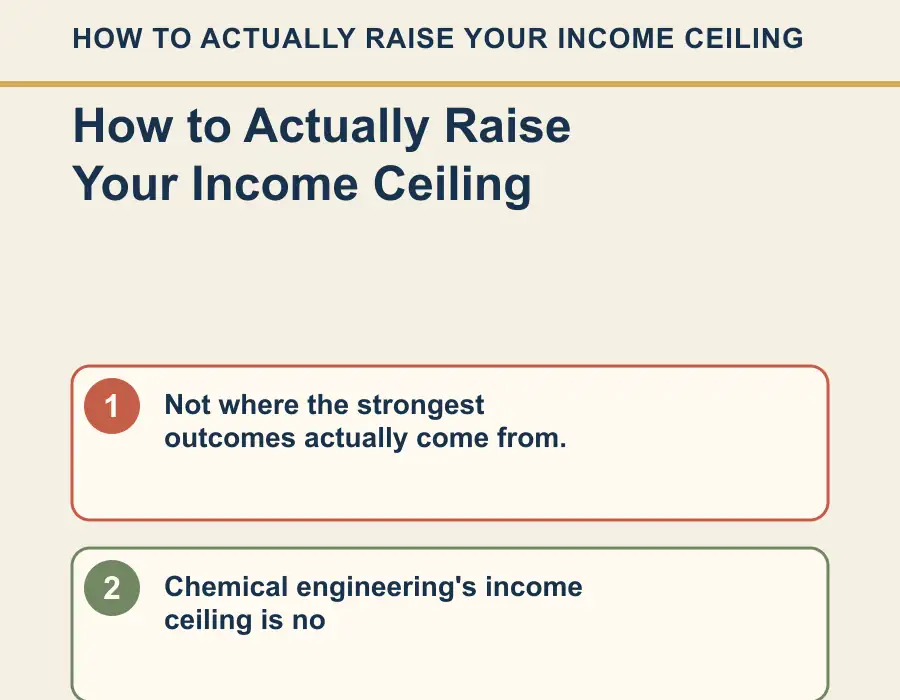 HOW TO ACTUALLY RAISE YOUR INCOME CEILING
How to Actually Raise
Your Income Ceiling
1
Not where the strongest
outcomes actually come from.
2
Chemical engineering's income
ceiling is no